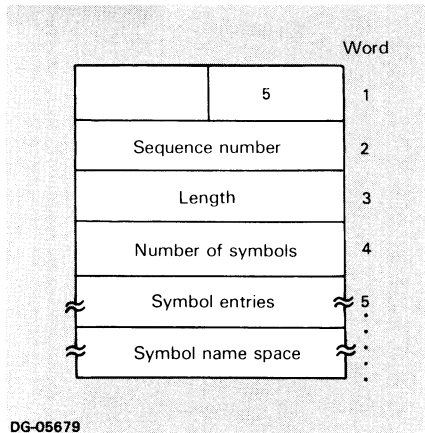 Word
5 1
Sequence number 2
Length 3
Number of symbols 4
Symbol entries 5
Symbol name space
DG-05679